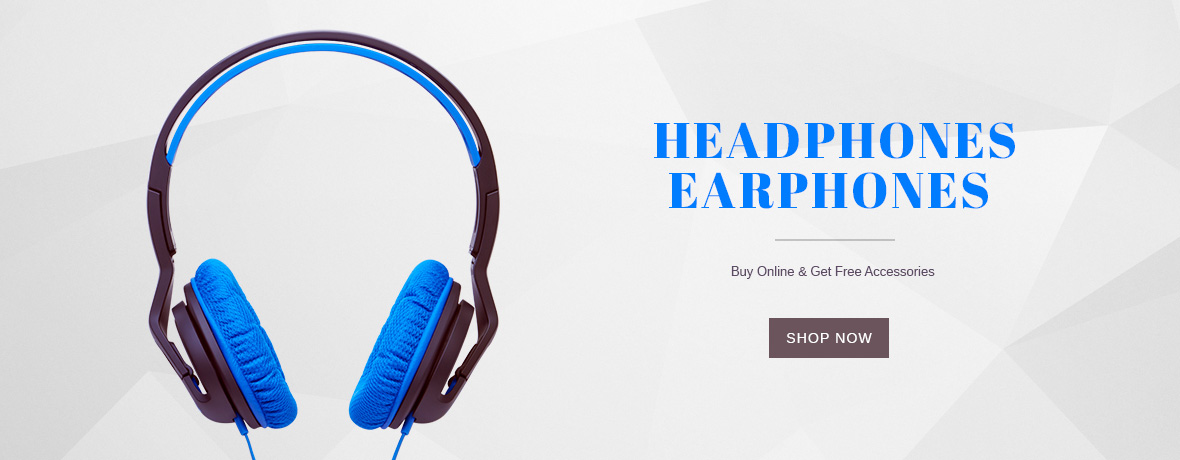 HEADPHONES
EARPHONES
Buy Online & Get Free Accessories
SHOP NOW